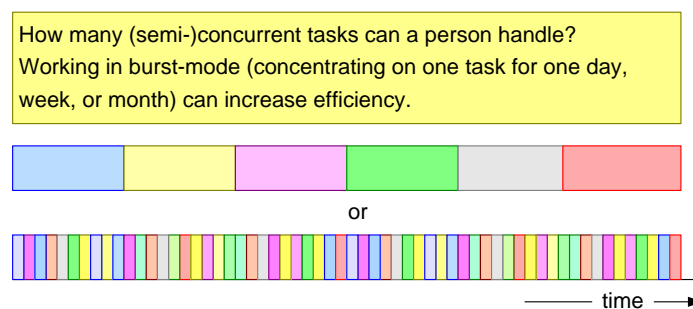 How many (semi-)concurrent tasks can a person handle?
Working in burst-mode (concentrating on one task for one day,
week, or month) can increase efficiency.
or
time